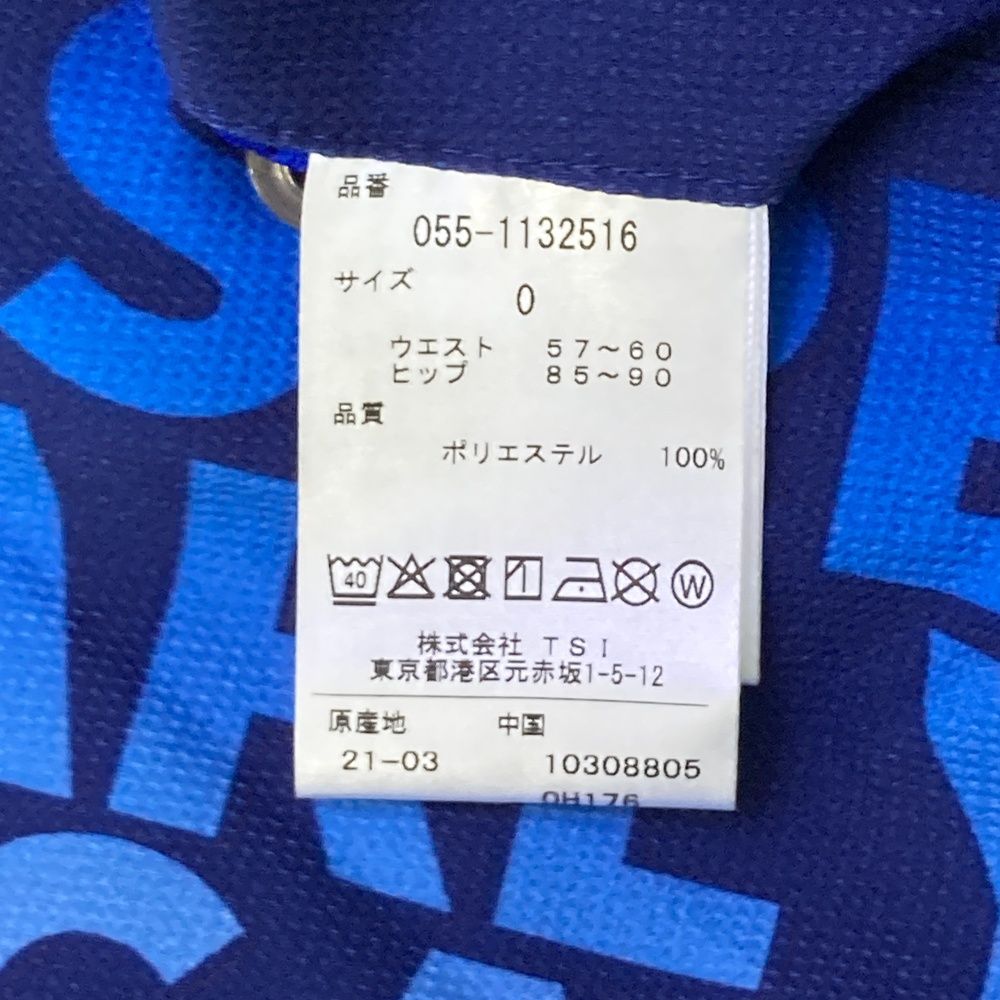 品番
055-1132516
サイズ
0
ウエスト 57~60
ヒップ 85~90
品質
ポリエステル 100%
40
W
株式会社 TSI
東京都港区元赤坂1-5-12
原産地 中国
21-03 10308805